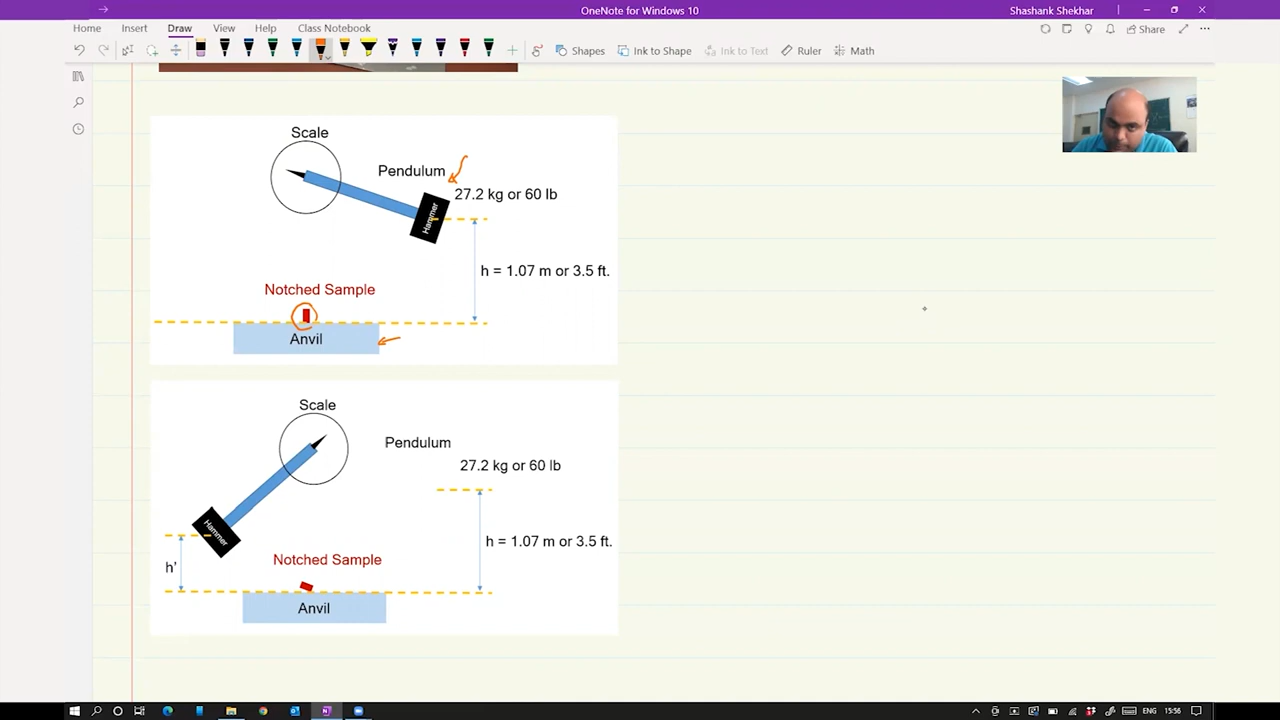 OneNote for Windows 10
Shashank Shekhar
Home Insert Draw View Help Class Notebook
Share
Shapes Ink to Shape Ink to Text Ruler Math
Scale
Pendulum
27.2 kg or 60 lb
Hammer
h = 1.07 m or 3.5 ft.
Notched Sample
Anvil
Scale
Pendulum
27.2 kg or 60 lb
Hammer
h = 1.07 m or 3.5 ft.
Notched Sample
h'
Anvil
ENG 15:56